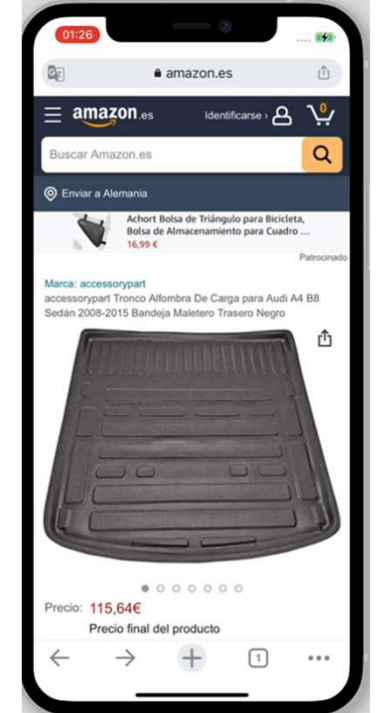 01:26
amazon.es
amazon.es
Identificarse ›
0
Buscar Amazon.es
Enviar a Alemania
Achort Bolsa de Triángulo para Bicicleta,
Bolsa de Almacenamiento para Cuadro ...
16,99 €
Patrocinado
Marca: accessorypart
accessorypart Tronco Alfombra De Carga para Audi A4 B8
Sedán 2008-2015 Bandeja Maletero Trasero Negro
Precio: 115,64€
Precio final del producto
1